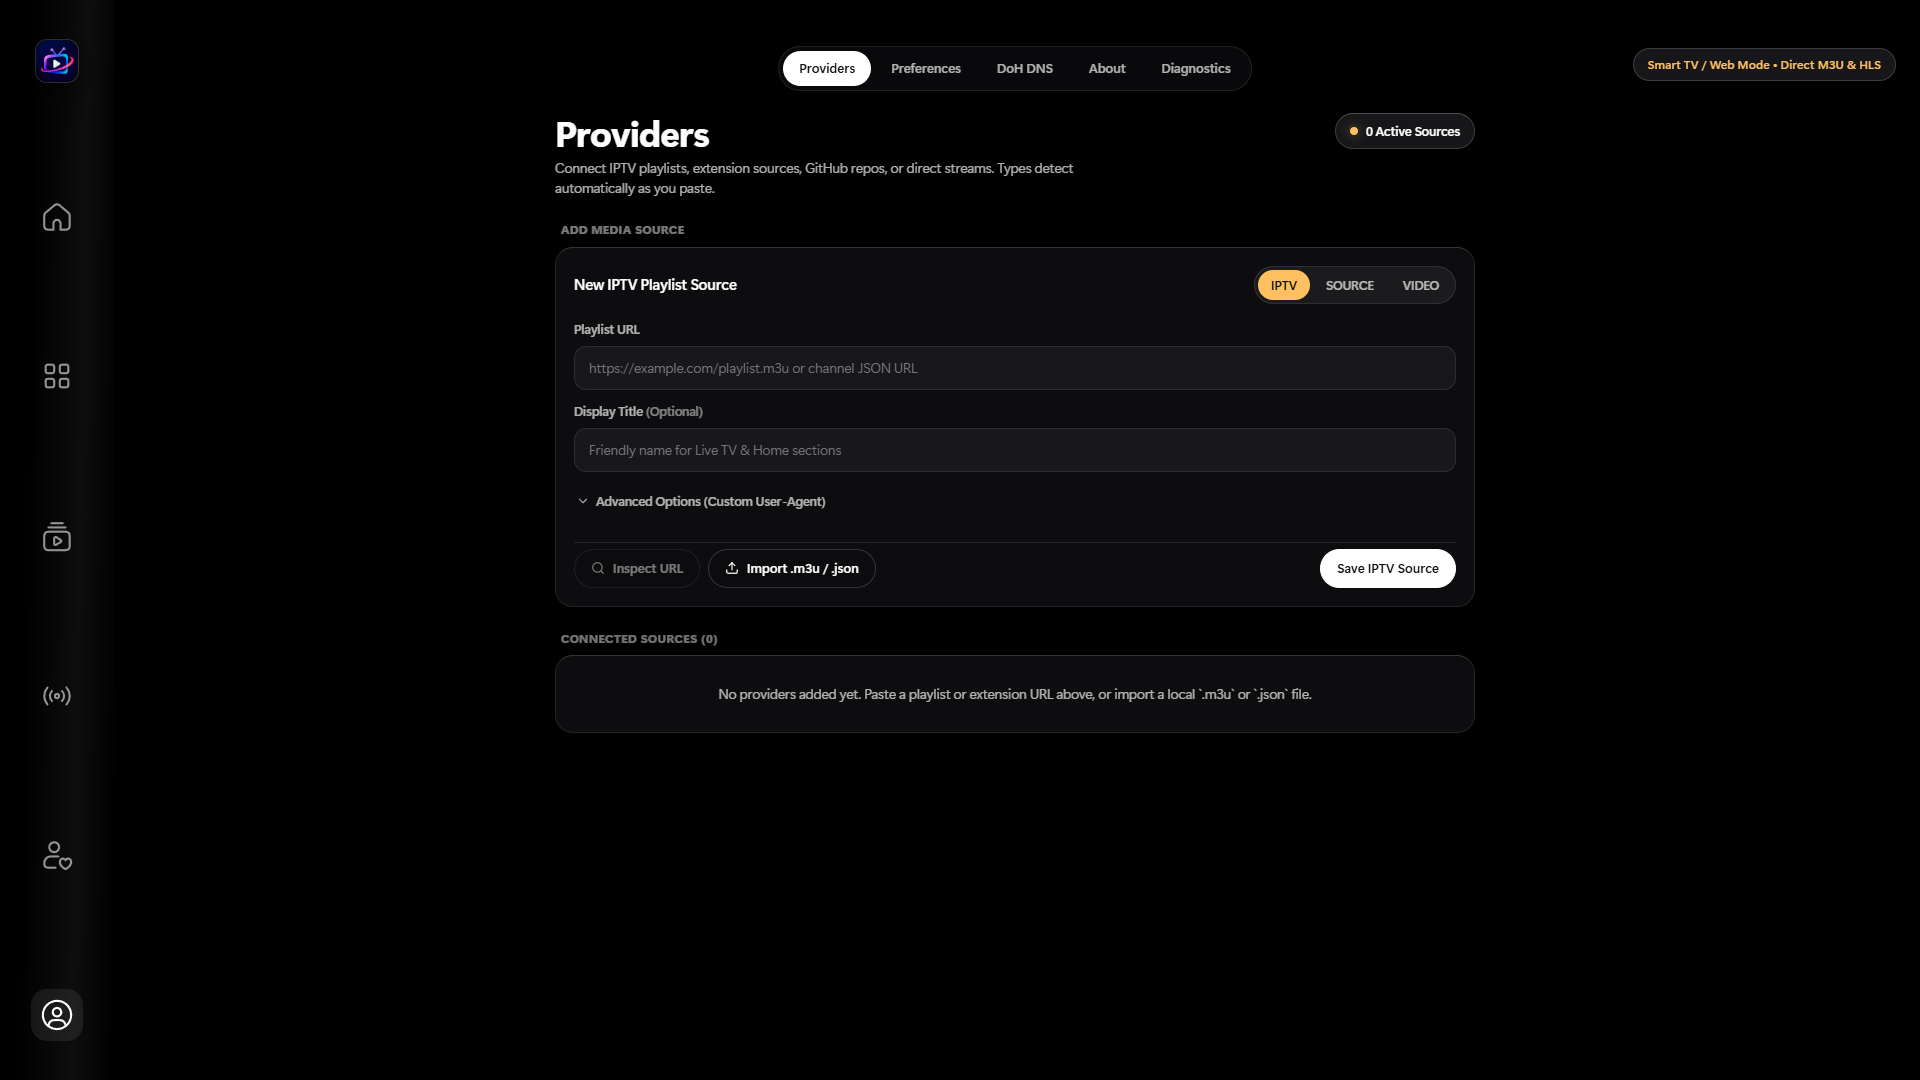 Providers
Preferences
DoH DNS
About
Diagnostics
Smart TV / Web Mode • Direct M3U & HLS
Providers
0 Active Sources
Connect IPTV playlists, extension sources, GitHub repos, or direct streams. Types detect
automatically as you paste.
ADD MEDIA SOURCE
New IPTV Playlist Source
IPTV
SOURCE
VIDEO
Playlist URL
https://example.com/playlist.m3u or channel JSON URL
Display Title (Optional)
Friendly name for Live TV & Home sections
Advanced Options (Custom User-Agent)
Inspect URL
Import .m3u / .json
Save IPTV Source
CONNECTED SOURCES (0)
No providers added yet. Paste a playlist or extension URL above, or import a local `.m3u` or `.json` file.